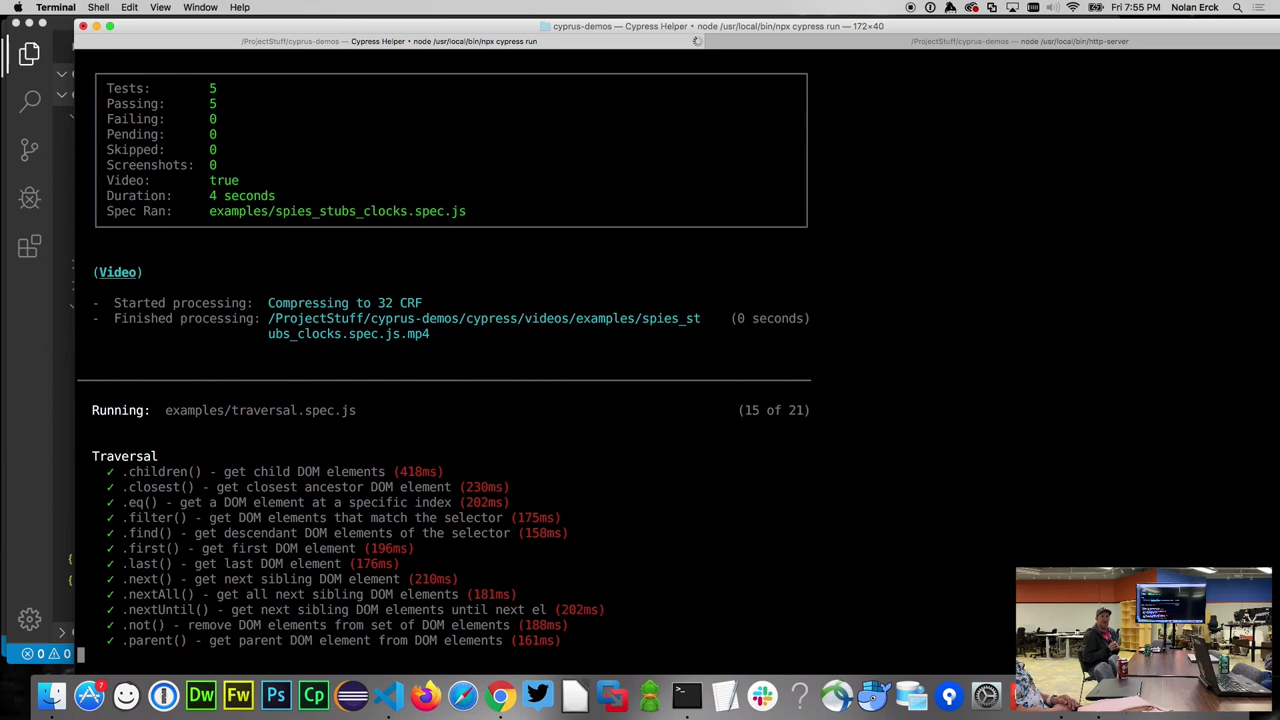 Terminal Shell Edit View Window Help
Fri 7:55 PM Nolan Erck
cyprus-demos — Cypress Helper • node /usr/local/bin/npx cypress run — 172×40
/ProjectStuff/cyprus-demos — Cypress Helper • node /usr/local/bin/npx cypress run
/ProjectStuff/cyprus-demos — node /usr/local/bin/http-server
Tests: 5
Passing: 5
Failing: 0
Pending: 0
Skipped: 0
Screenshots: 0
Video: true
Duration: 4 seconds
Spec Ran: examples/spies_stubs_clocks.spec.js
(Video)
- Started processing: Compressing to 32 CRF
- Finished processing: /ProjectStuff/cyprus-demos/cypress/videos/examples/spies_st (0 seconds)
ubs_clocks.spec.js.mp4
Running: examples/traversal.spec.js (15 of 21)
Traversal
✓ .children() - get child DOM elements (418ms)
✓ .closest() - get closest ancestor DOM element (230ms)
✓ .eq() - get a DOM element at a specific index (202ms)
✓ .filter() - get DOM elements that match the selector (175ms)
✓ .find() - get descendant DOM elements of the selector (158ms)
✓ .first() - get first DOM element (196ms)
✓ .last() - get last DOM element (176ms)
✓ .next() - get next sibling DOM element (210ms)
✓ .nextAll() - get all next sibling DOM elements (181ms)
✓ .nextUntil() - get next sibling DOM elements until next el (202ms)
✓ .not() - remove DOM elements from set of DOM elements (188ms)
✓ .parent() - get parent DOM element from DOM elements (161ms)
{
{
0 0
7
Dw Fw Ps Cp